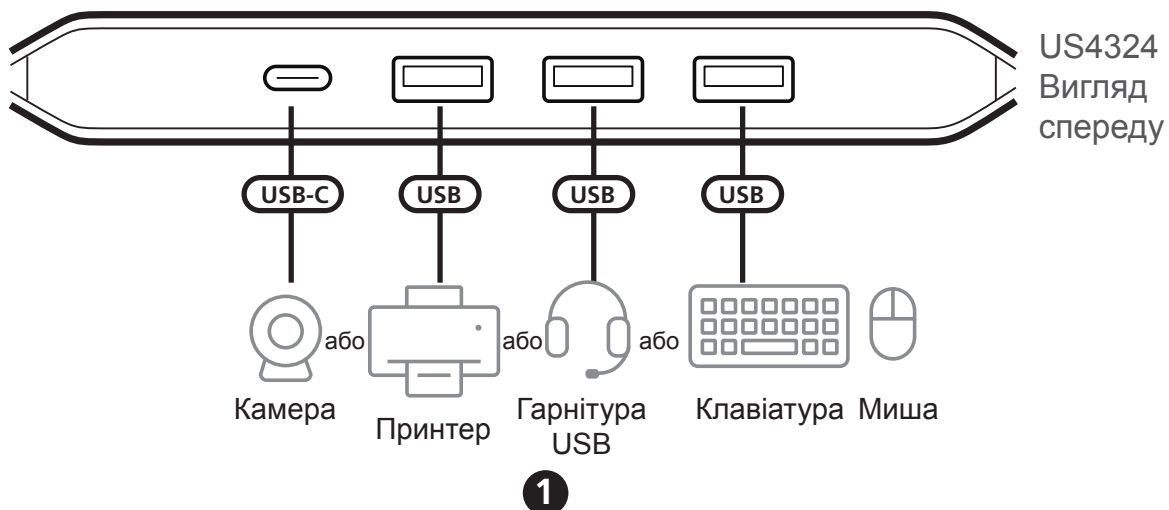 US4324
Вигляд
спереду
USB-C
USB
USB
USB
або
або
або
Камера
Принтер
Гарнітура
USB
Клавіатура
Миша
1